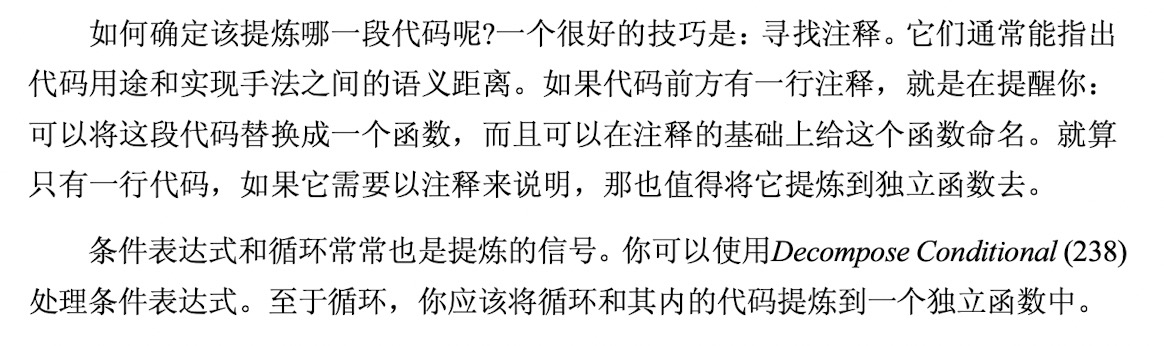 如何确定该提炼哪一段代码呢?一个很好的技巧是：寻找注释。它们通常能指出
代码用途和实现手法之间的语义距离。如果代码前方有一行注释，就是在提醒你：
可以将这段代码替换成一个函数，而且可以在注释的基础上给这个函数命名。就算
只有一行代码，如果它需要以注释来说明，那也值得将它提炼到独立函数去。
条件表达式和循环常常也是提炼的信号。你可以使用Decompose Conditional (238)
处理条件表达式。至于循环，你应该将循环和其内的代码提炼到一个独立函数中。